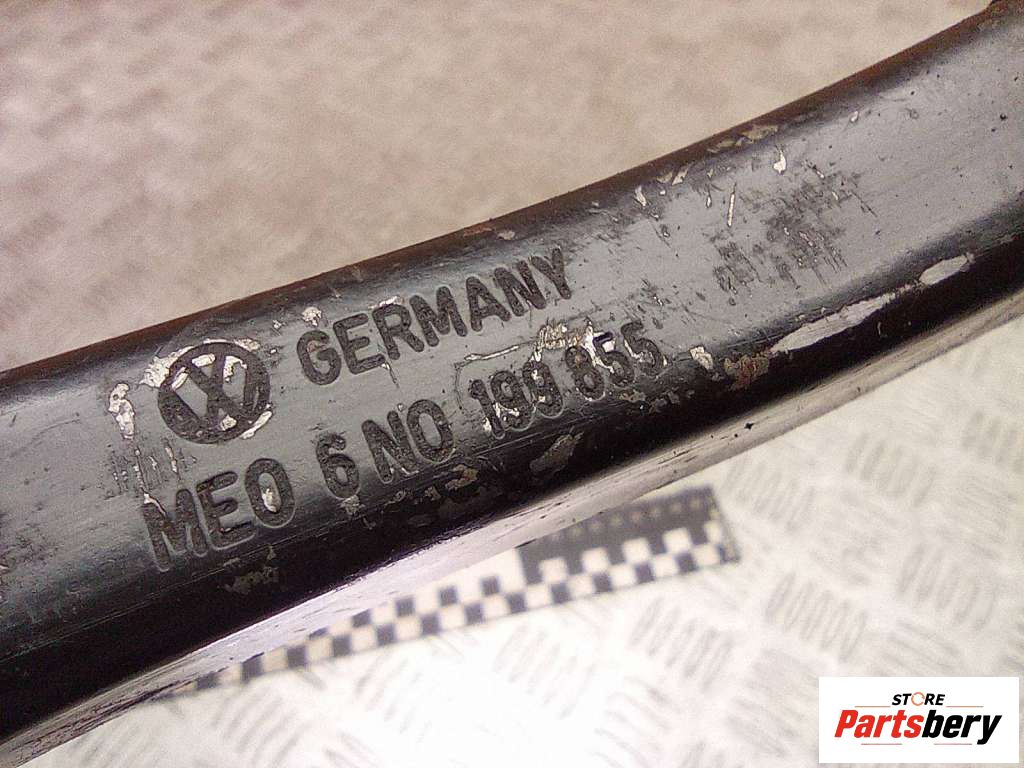 GERMANY
MEO 6 NO 199 855
STORE
Partsbery